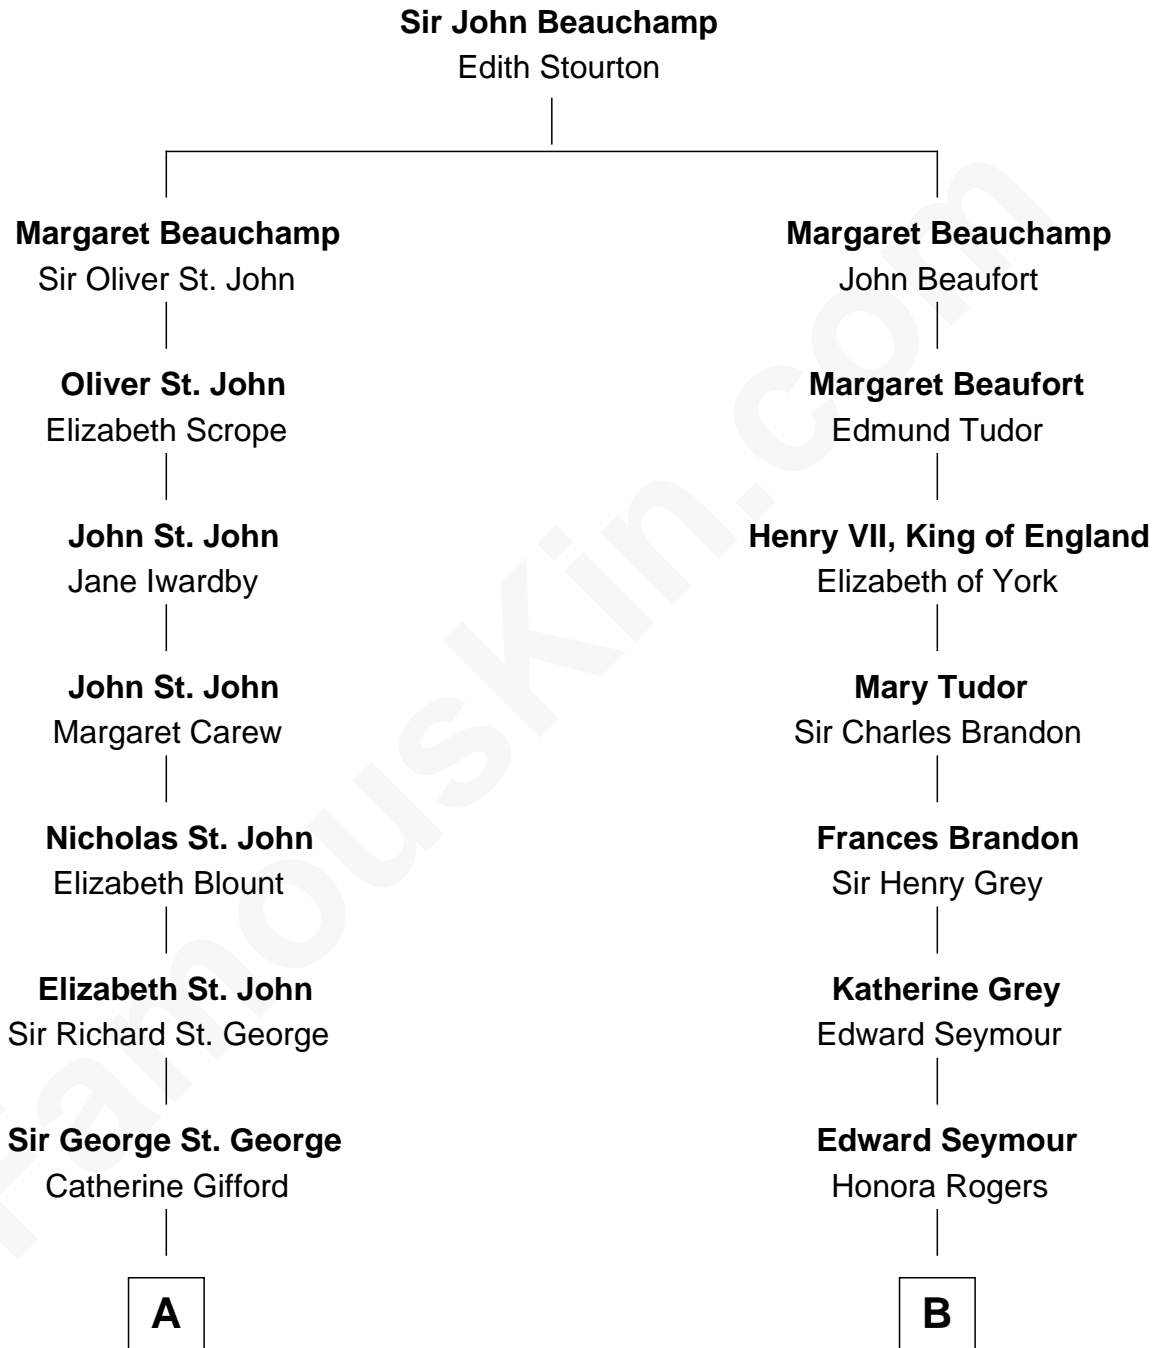 Sir John Beauchamp
Edith Stourton
Margaret Beauchamp
Sir Oliver St. John
Margaret Beauchamp
John Beaufort
Oliver St. John
Elizabeth Scrope
Margaret Beaufort
Edmund Tudor
John St. John
Jane Iwardby
Henry VII, King of England
Elizabeth of York
John St. John
Margaret Carew
Mary Tudor
Sir Charles Brandon
Nicholas St. John
Elizabeth Blount
Frances Brandon
Sir Henry Grey
Elizabeth St. John
Sir Richard St. George
Katherine Grey
Edward Seymour
Sir George St. George
Catherine Gifford
Edward Seymour
Honora Rogers
A
B
FamousKin.com